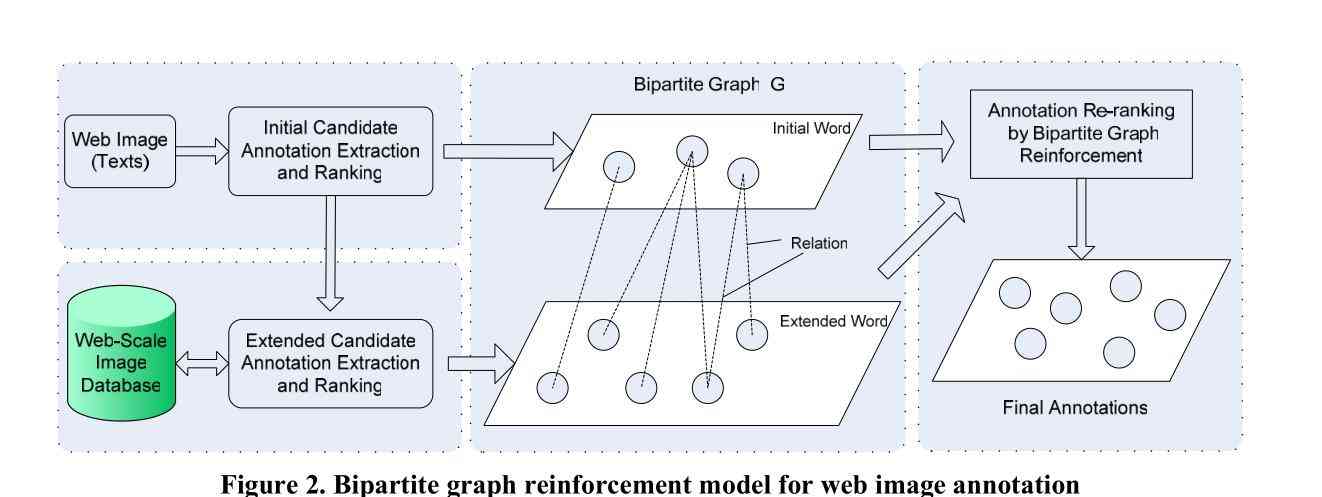 Web Image
(Texts)
Initial Candidate
Annotation Extraction
and Ranking
Web-Scale
Image
Database
Extended Candidate
Annotation Extraction
and Ranking
Bipartite Graph G
Initial Word
Relation
Extended Word
Annotation Re-ranking
by Bipartite Graph
Reinforcement
Final Annotations
Figure 2. Bipartite graph reinforcement model for web image annotation